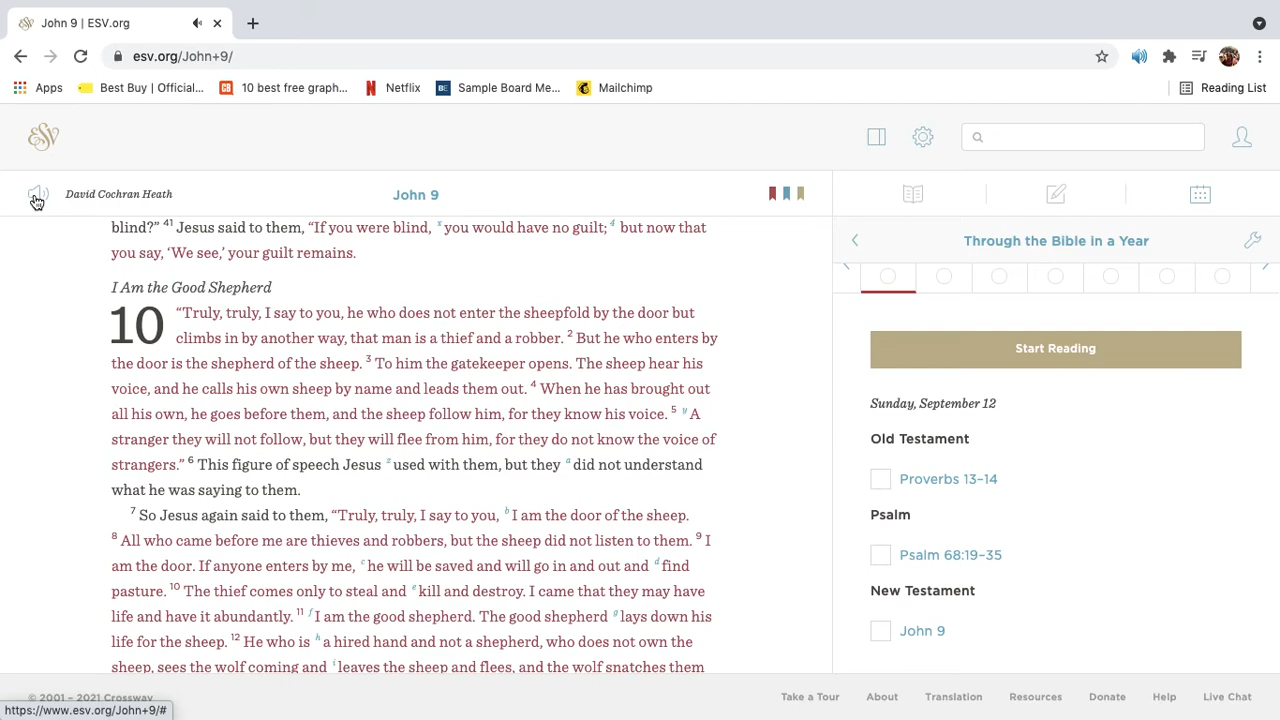 John 9 | ESV.org
esv.org/John+9/
Apps
Best Buy | Official...
10 best free graph...
Netflix
Sample Board Me...
Mailchimp
Reading List
ESV
David Cochran Heath
John 9
blind?” 41 Jesus said to them, “If you were blind, x you would have no guilt; 4 but now that
you say, ‘We see,’ your guilt remains.
I Am the Good Shepherd
10 “Truly, truly, I say to you, he who does not enter the sheepfold by the door but
climbs in by another way, that man is a thief and a robber. 2 But he who enters by
the door is the shepherd of the sheep. 3 To him the gatekeeper opens. The sheep hear his
voice, and he calls his own sheep by name and leads them out. 4 When he has brought out
all his own, he goes before them, and the sheep follow him, for they know his voice. 5 y A
stranger they will not follow, but they will flee from him, for they do not know the voice of
strangers.” 6 This figure of speech Jesus z used with them, but they a did not understand
what he was saying to them.
7 So Jesus again said to them, “Truly, truly, I say to you, b I am the door of the sheep.
8 All who came before me are thieves and robbers, but the sheep did not listen to them. 9 I
am the door. If anyone enters by me, c he will be saved and will go in and out and d find
pasture. 10 The thief comes only to steal and e kill and destroy. I came that they may have
life and have it abundantly. 11 f I am the good shepherd. The good shepherd g lays down his
life for the sheep. 12 He who is h a hired hand and not a shepherd, who does not own the
sheep, sees the wolf coming and i leaves the sheep and flees, and the wolf snatches them
Through the Bible in a Year
Start Reading
Sunday, September 12
Old Testament
Proverbs 13–14
Psalm
Psalm 68:19–35
New Testament
John 9
© 2001 – 2021 Crossway
Take a Tour
About
Translation
Resources
Donate
Help
Live Chat
https://www.esv.org/John+9/#